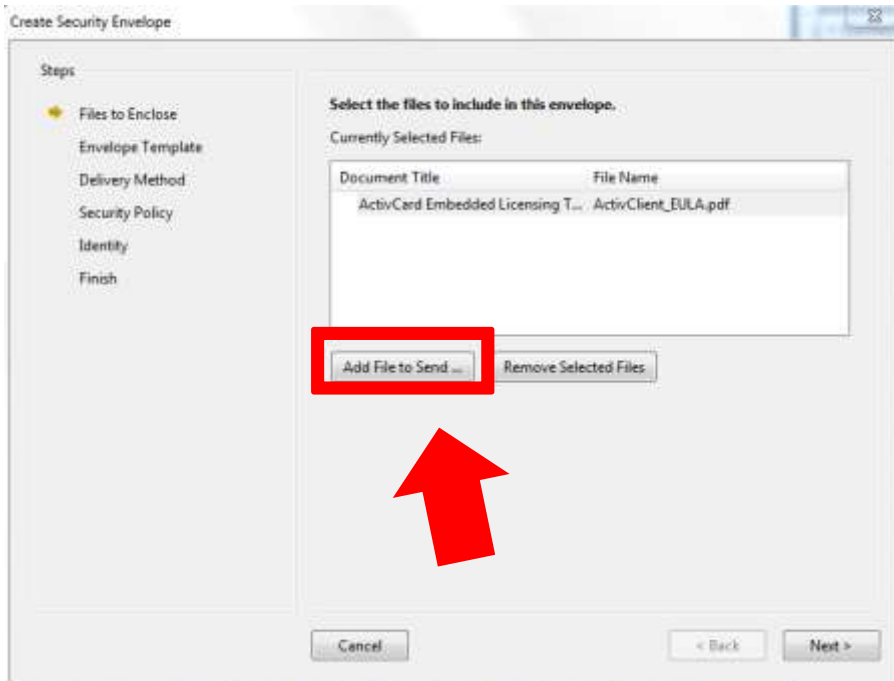 Create Security Envelope
Steps
Files to Enclose
Envelope Template
Delivery Method
Security Policy
Identity
Finish
Select the files to include in this envelope.
Currently Selected Files:
Document Title File Name
ActivCard Embedded Licensing T... ActivClient_EULA.pdf
Add File to Send ... Remove Selected Files
Cancel < Back Next >